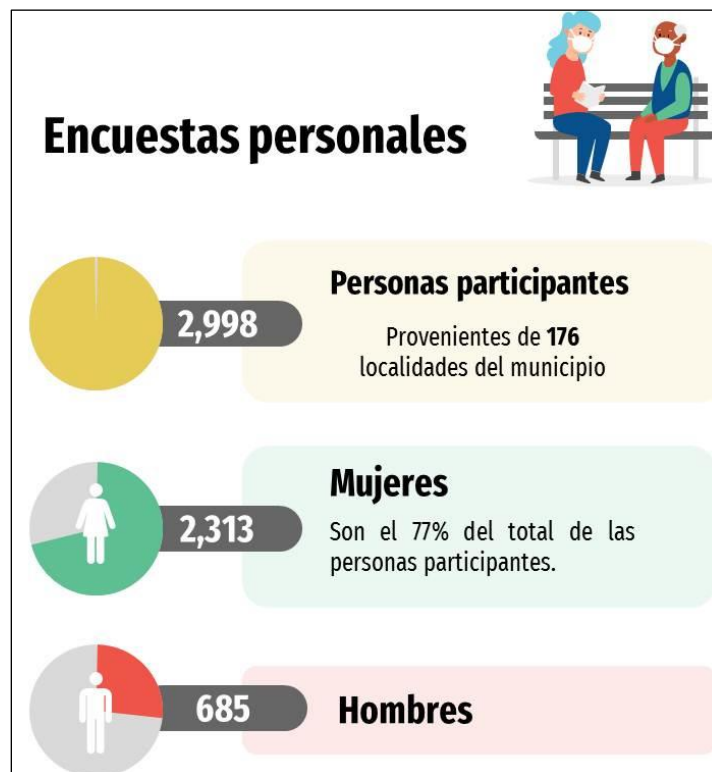 Encuestas personales
2,998
Personas participantes
Provenientes de 176
localidades del municipio
2,313
Mujeres
Son el 77% del total de las
personas participantes.
685
Hombres